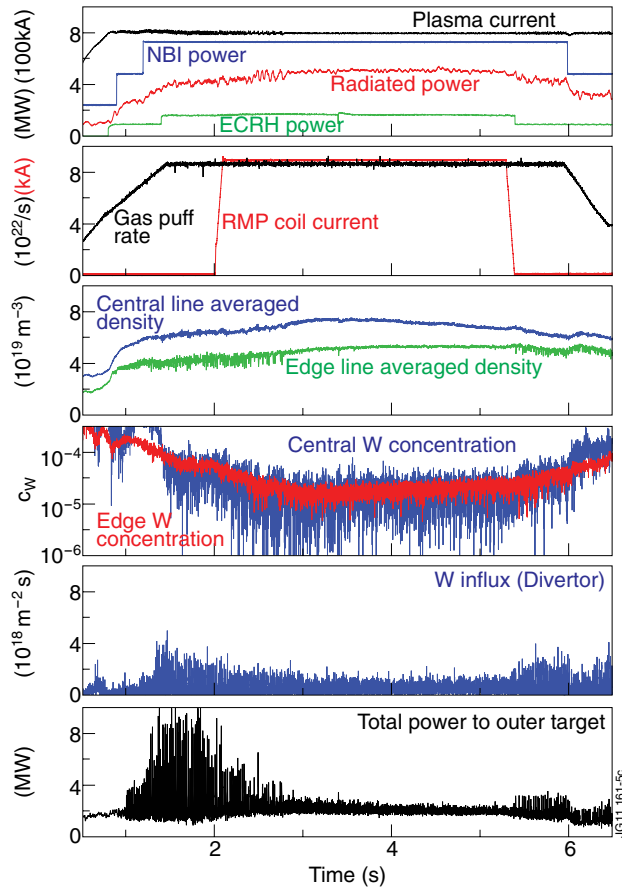 Plasma current
NBI power
Radiated power
ECRH power
(MW) (100kA)
8
4
0
Gas puff
rate
RMP coil current
(10²²/s)(kA)
8
4
0
Central line averaged
density
Edge line averaged density
(10¹⁹ m⁻³)
8
4
0
Central W concentration
Edge W
concentration
c_W
10⁻⁴
10⁻⁵
10⁻⁶
W influx (Divertor)
(10¹⁸ m⁻² s)
8
4
0
Total power to outer target
(MW)
8
4
0
2 4 6
Time (s)
JG11.161-5c